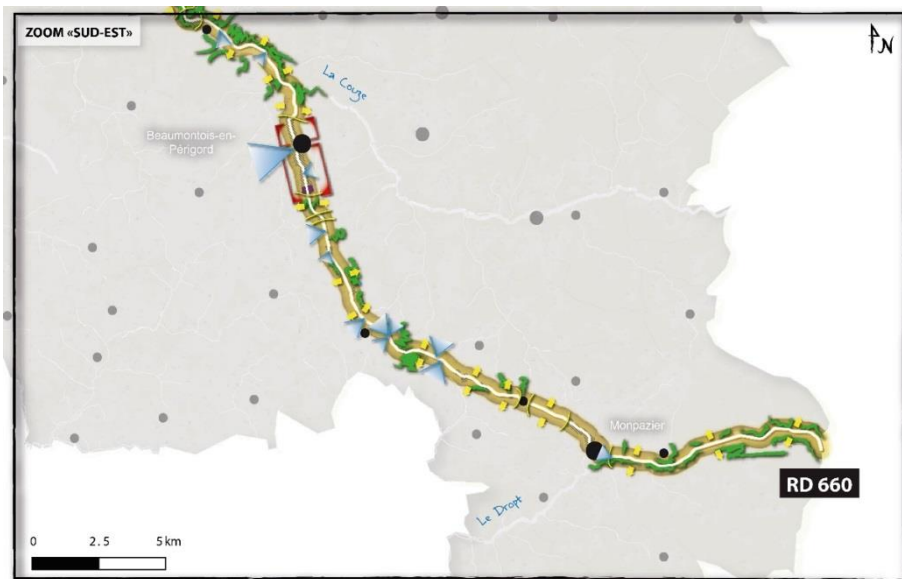 ZOOM «SUD-EST»
N
La Couze
Beaumontois-en-
Périgord
Monpazier
RD 660
Le Dropt
0 2.5 5 km